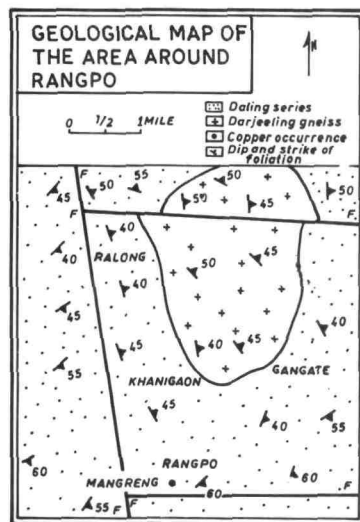 GEOLOGICAL MAP OF
THE AREA AROUND
RANGPO
N
0 1/2 1 MILE
Daling series
Darjeeling gneiss
Copper occurrence
Dip and strike of
foliation
F 50 55 50 50
45 50 45
F F
40 40
40 RALONG 45
50
45 40
45 40 45
55 KHANIGAON GANGATE
45 55
40
RANGPO
60 60
MANGRENG 60
55 F F